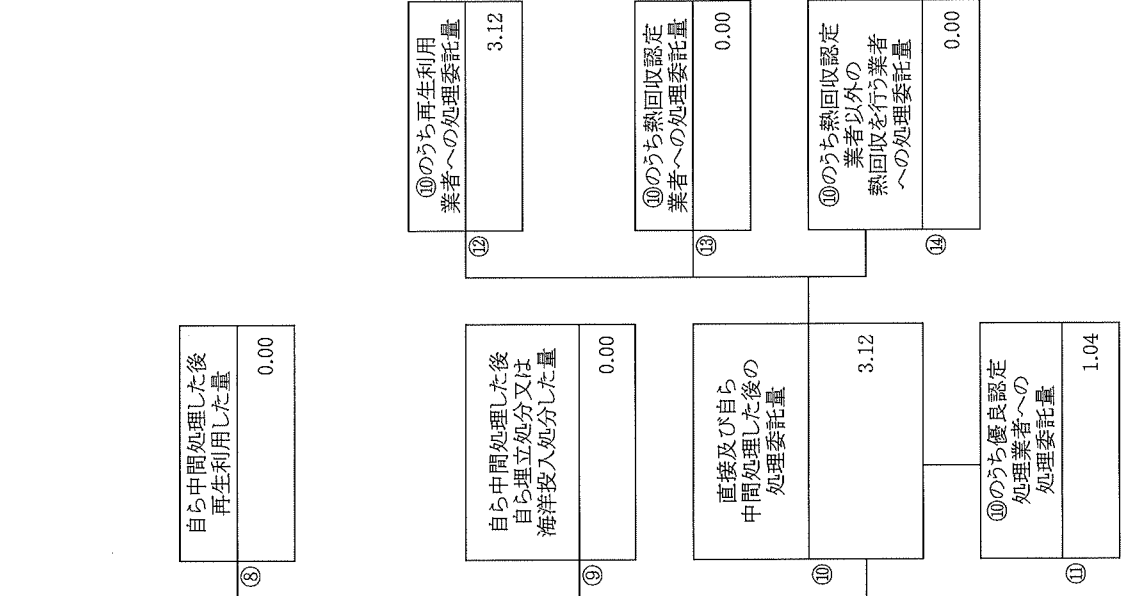 ⑧
自ら中間処理した後
再生利用した量
0.00
⑨
自ら中間処理した後
自ら埋立処分又は
海洋投入処分した量
0.00
⑩
直接及び自ら
中間処理した後の
処理委託量
3.12
⑪
⑩のうち優良認定
処理業者への
処理委託量
1.04
⑫
⑩のうち再生利用
業者への処理委託量
3.12
⑬
⑩のうち熱回収認定
業者への処理委託量
0.00
⑭
⑩のうち熱回収認定
業者以外の
熱回収を行う業者
への処理委託量
0.00